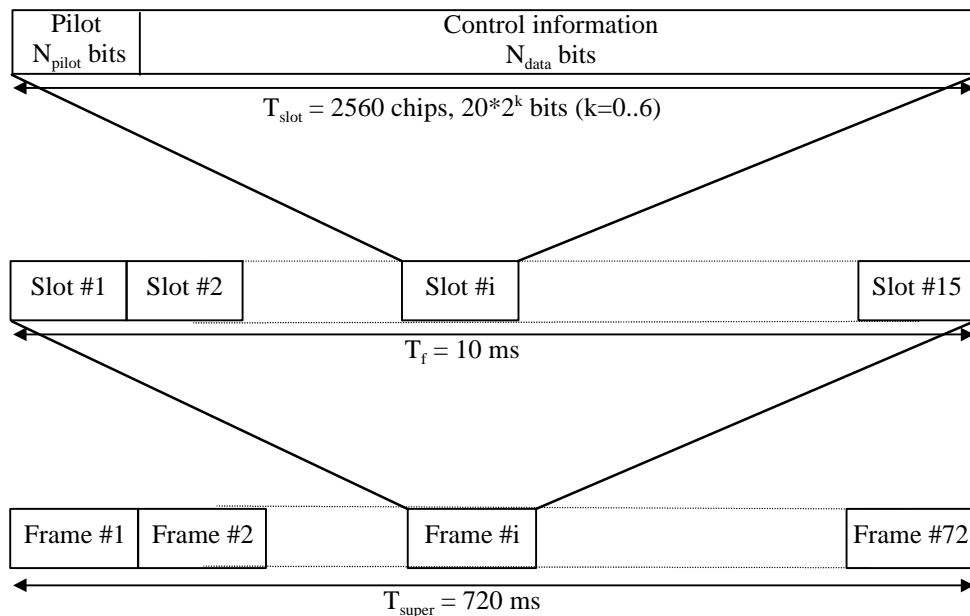 Pilot
N_pilot bits
Control information
N_data bits
T_slot = 2560 chips, 20*2^k bits (k=0..6)
Slot #1 Slot #2 Slot #i Slot #15
T_f = 10 ms
Frame #1 Frame #2 Frame #i Frame #72
T_super = 720 ms